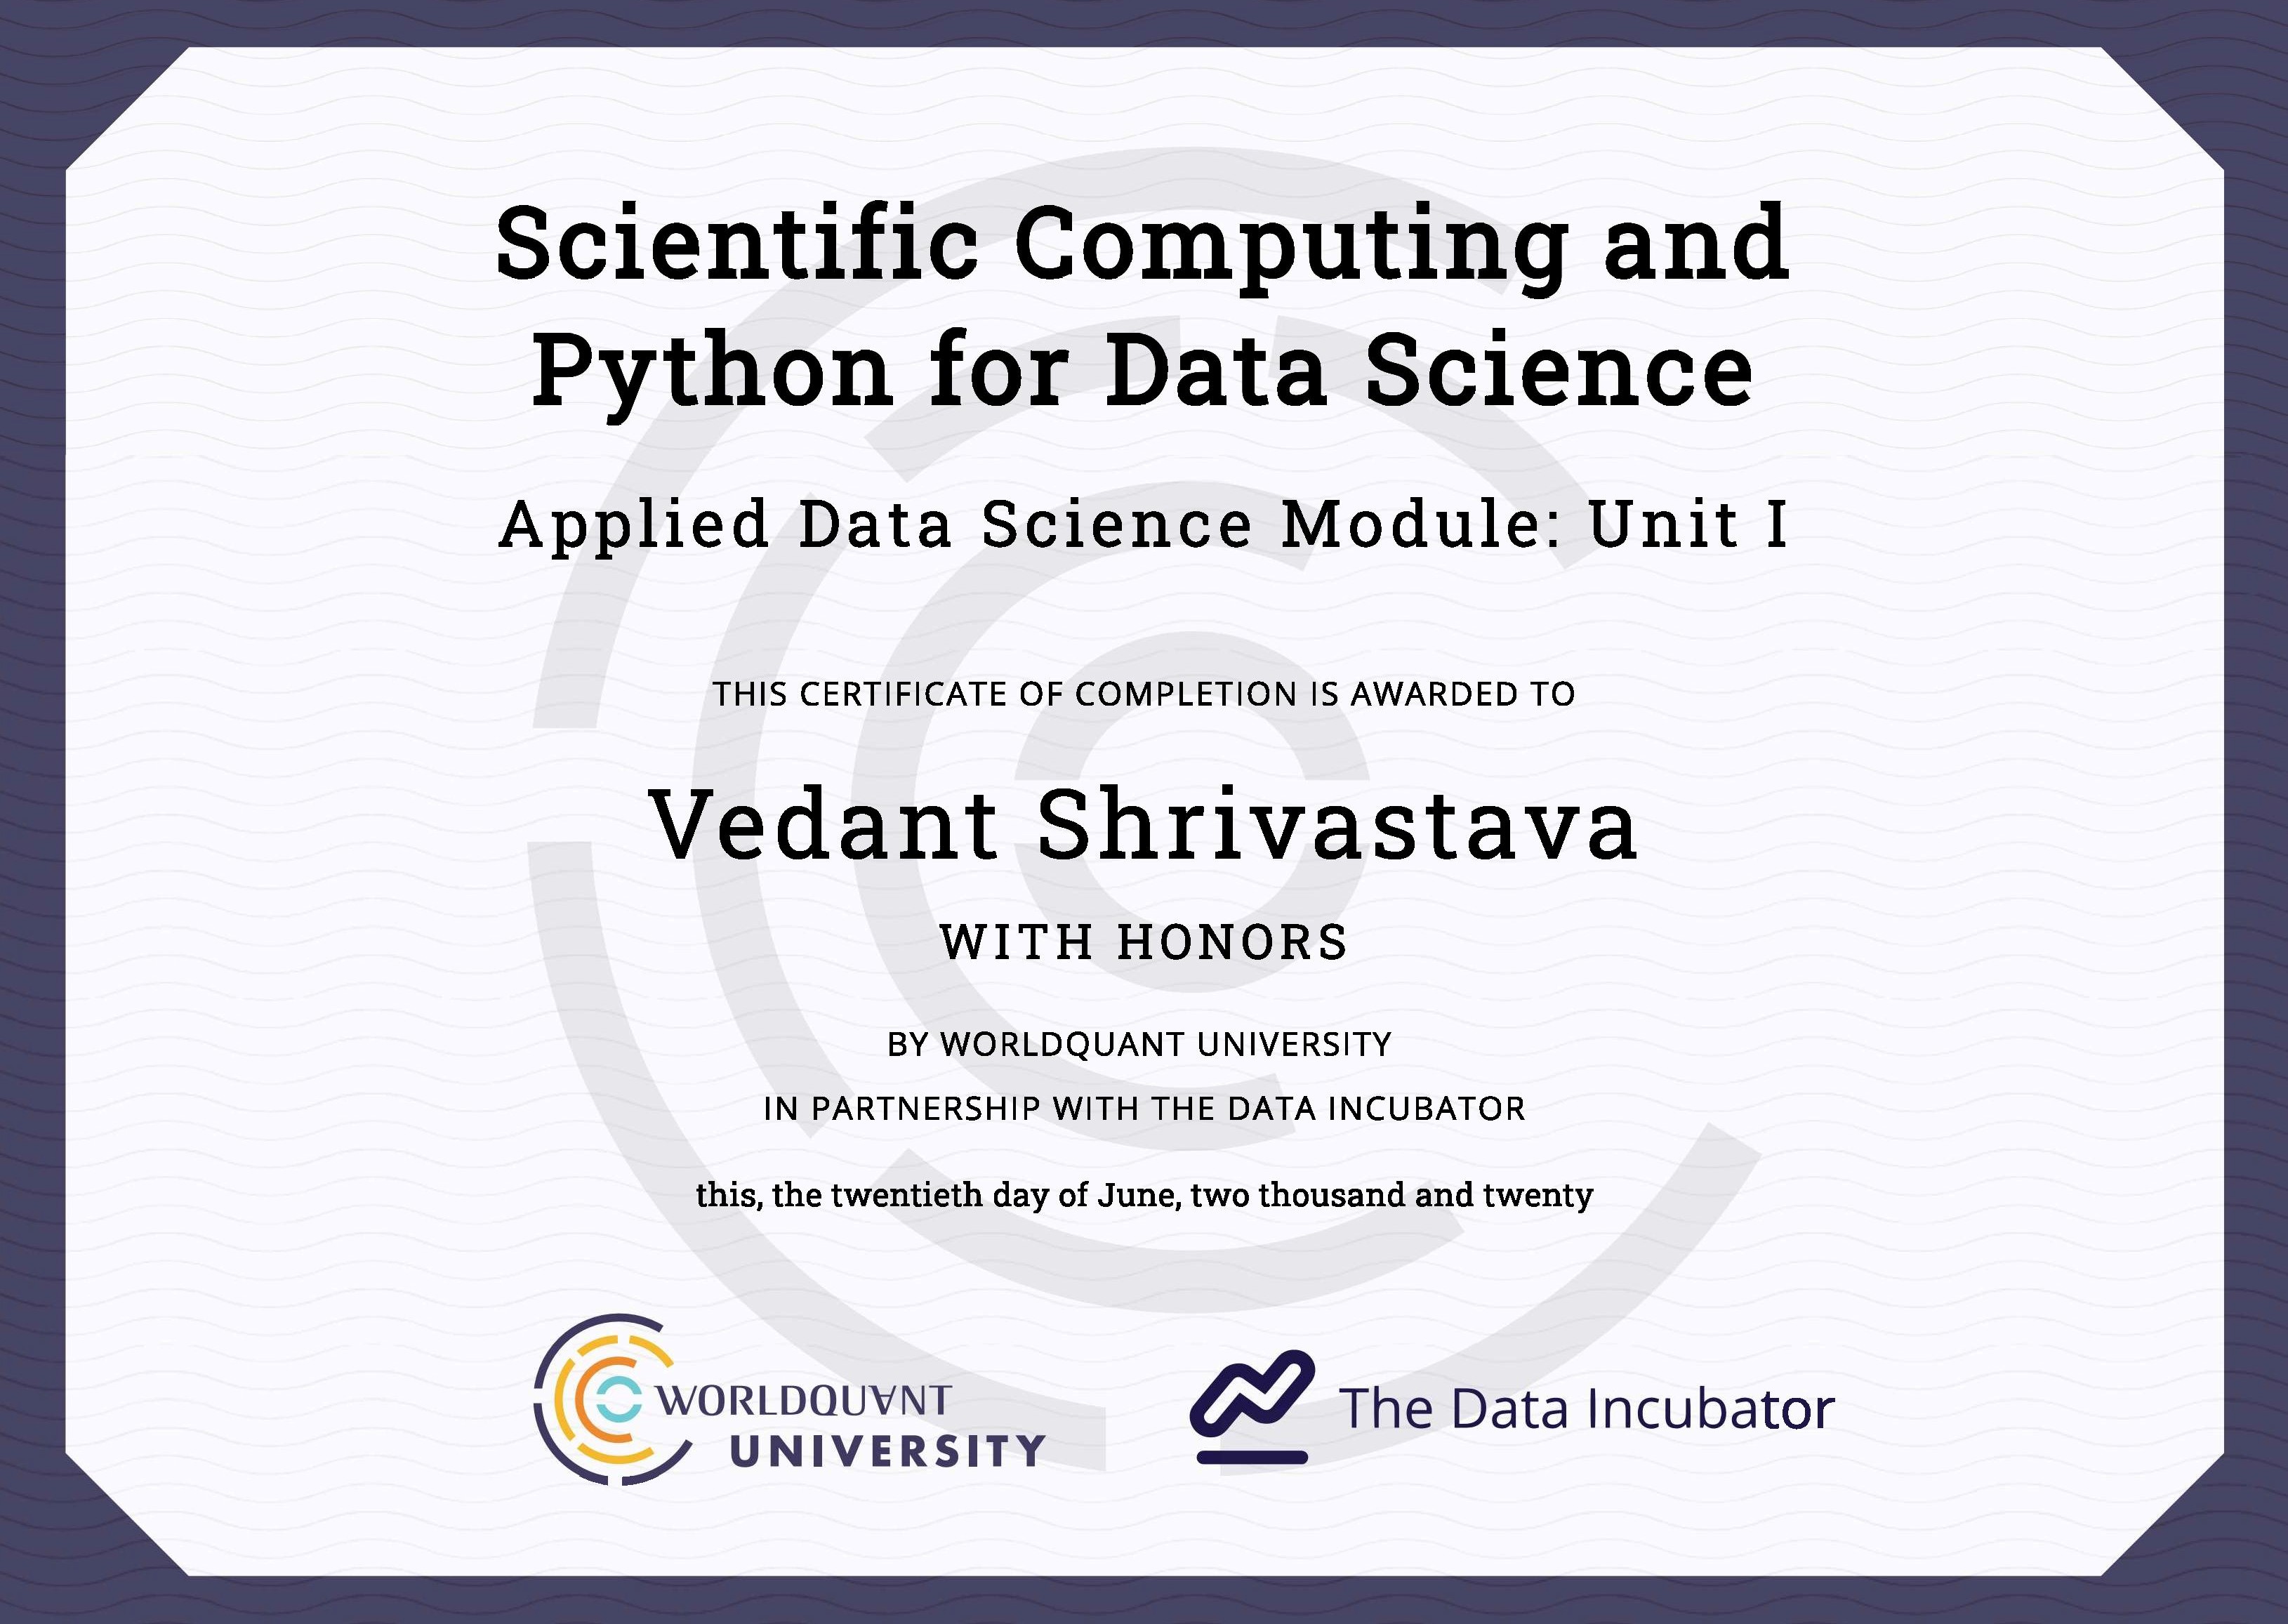 Scientific Computing and
Python for Data Science
Applied Data Science Module: Unit I
THIS CERTIFICATE OF COMPLETION IS AWARDED TO
Vedant Shrivastava
WITH HONORS
BY WORLDQUANT UNIVERSITY
IN PARTNERSHIP WITH THE DATA INCUBATOR
this, the twentieth day of June, two thousand and twenty
WORLDQUANT
UNIVERSITY
The Data Incubator